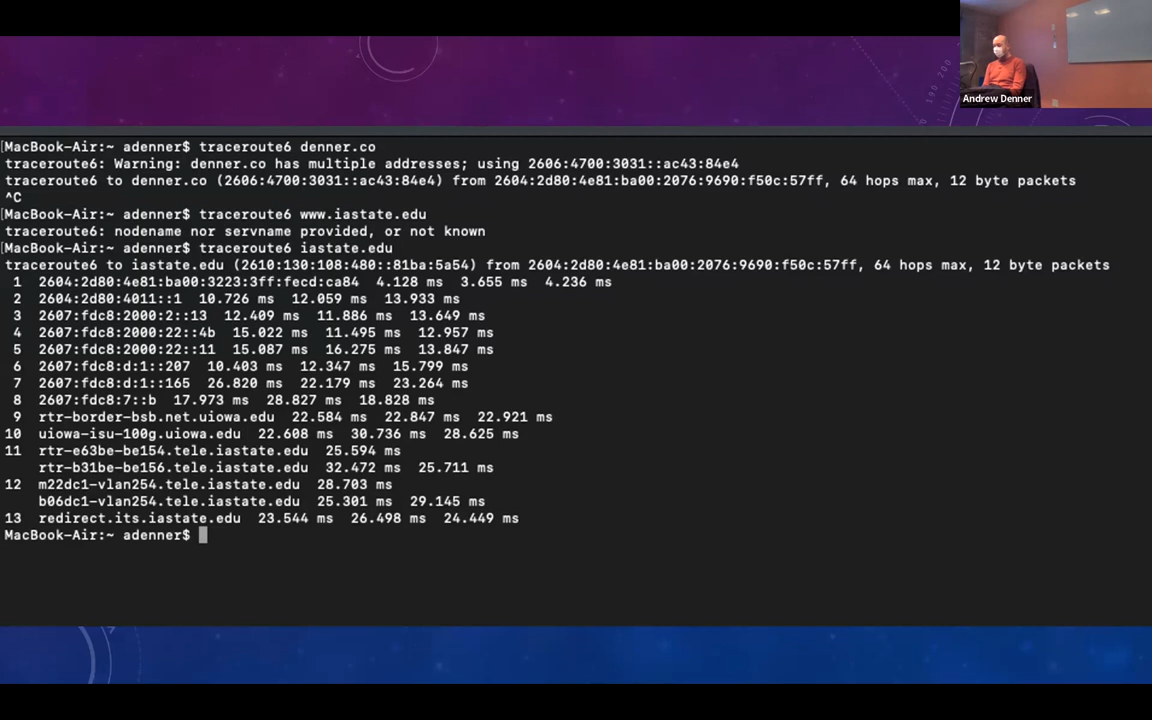 190 200
Andrew Denner
[MacBook-Air:~ adenner$ traceroute6 denner.co
traceroute6: Warning: denner.co has multiple addresses; using 2606:4700:3031::ac43:84e4
traceroute6 to denner.co (2606:4700:3031::ac43:84e4) from 2604:2d80:4e81:ba00:2076:9690:f50c:57ff, 64 hops max, 12 byte packets
^C
[MacBook-Air:~ adenner$ traceroute6 www.iastate.edu
traceroute6: nodename nor servname provided, or not known
[MacBook-Air:~ adenner$ traceroute6 iastate.edu
traceroute6 to iastate.edu (2610:130:108:480::81ba:5a54) from 2604:2d80:4e81:ba00:2076:9690:f50c:57ff, 64 hops max, 12 byte packets
1 2604:2d80:4e81:ba00:3223:3ff:fecd:ca84 4.128 ms 3.655 ms 4.236 ms
2 2604:2d80:4011::1 10.726 ms 12.059 ms 13.933 ms
3 2607:fdc8:2000:2::13 12.409 ms 11.886 ms 13.649 ms
4 2607:fdc8:2000:22::4b 15.022 ms 11.495 ms 12.957 ms
5 2607:fdc8:2000:22::11 15.087 ms 16.275 ms 13.847 ms
6 2607:fdc8:d:1::207 10.403 ms 12.347 ms 15.799 ms
7 2607:fdc8:d:1::165 26.820 ms 22.179 ms 23.264 ms
8 2607:fdc8:7::b 17.973 ms 28.827 ms 18.828 ms
9 rtr-border-bsb.net.uiowa.edu 22.584 ms 22.847 ms 22.921 ms
10 uiowa-isu-100g.uiowa.edu 22.608 ms 30.736 ms 28.625 ms
11 rtr-e63be-be154.tele.iastate.edu 25.594 ms
rtr-b31be-be156.tele.iastate.edu 32.472 ms 25.711 ms
12 m22dc1-vlan254.tele.iastate.edu 28.703 ms
b06dc1-vlan254.tele.iastate.edu 25.301 ms 29.145 ms
13 redirect.its.iastate.edu 23.544 ms 26.498 ms 24.449 ms
MacBook-Air:~ adenner$